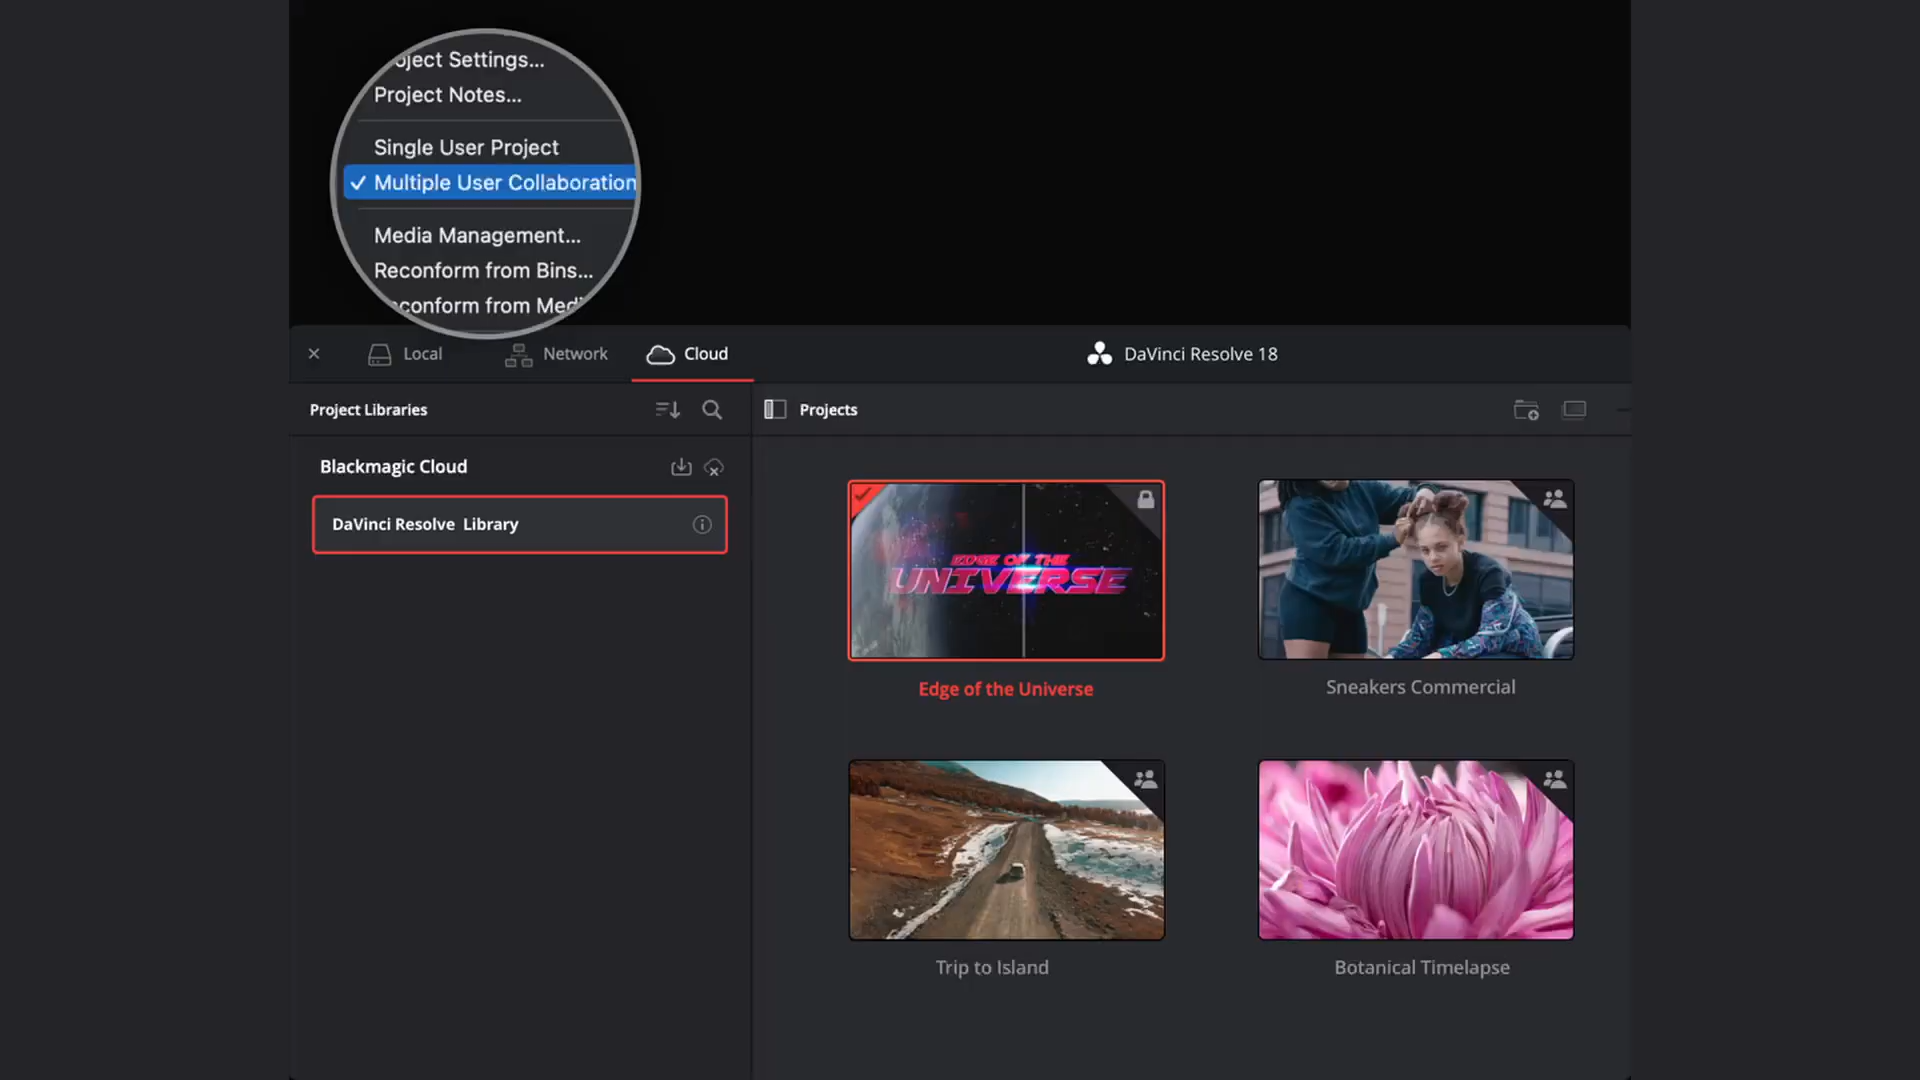 oject Settings...
Project Notes...
Single User Project
Multiple User Collaboration
Media Management...
Reconform from Bins...
conform from Medi
Local
Network
Cloud
DaVinci Resolve 18
Project Libraries
Projects
Blackmagic Cloud
DaVinci Resolve Library
EDGE OF THE
UNIVERSE
Edge of the Universe
Sneakers Commercial
Trip to Island
Botanical Timelapse